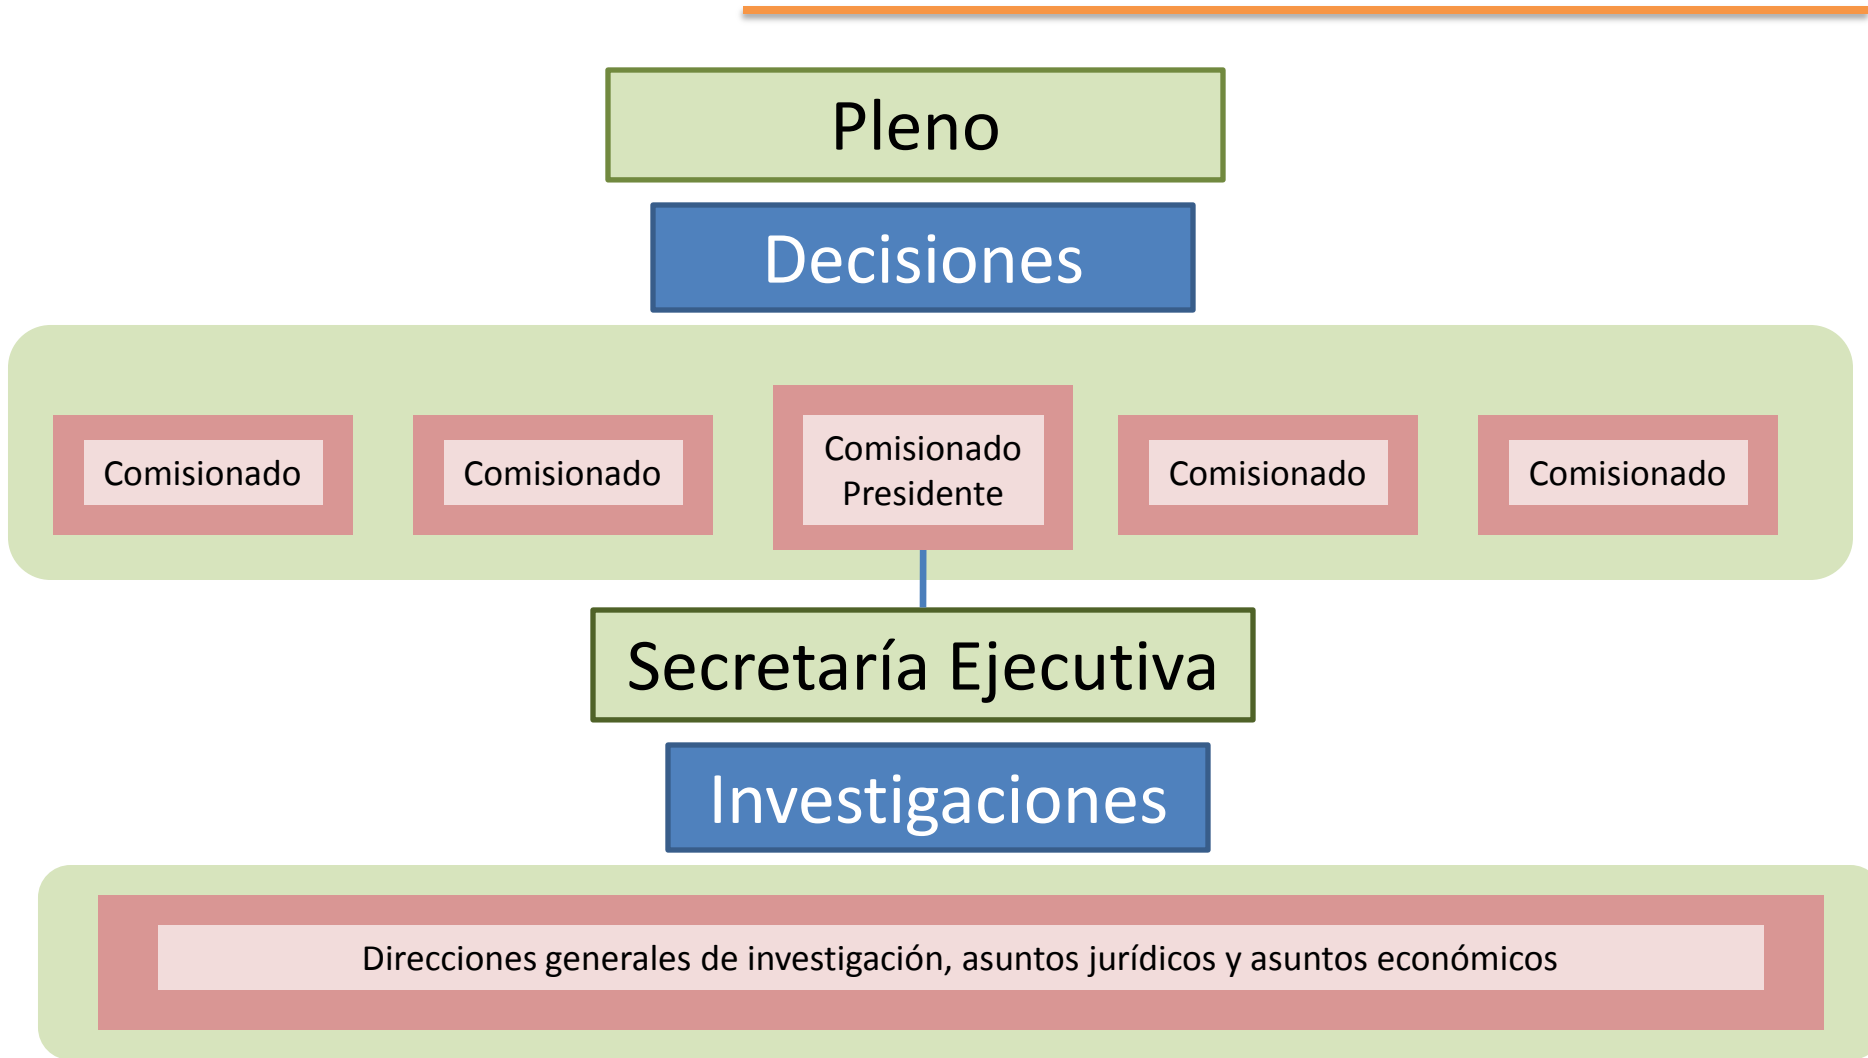 Pleno
Decisiones
Comisionado
Comisionado
Comisionado
Presidente
Comisionado
Comisionado
Secretaría Ejecutiva
Investigaciones
Direcciones generales de investigación, asuntos jurídicos y asuntos económicos